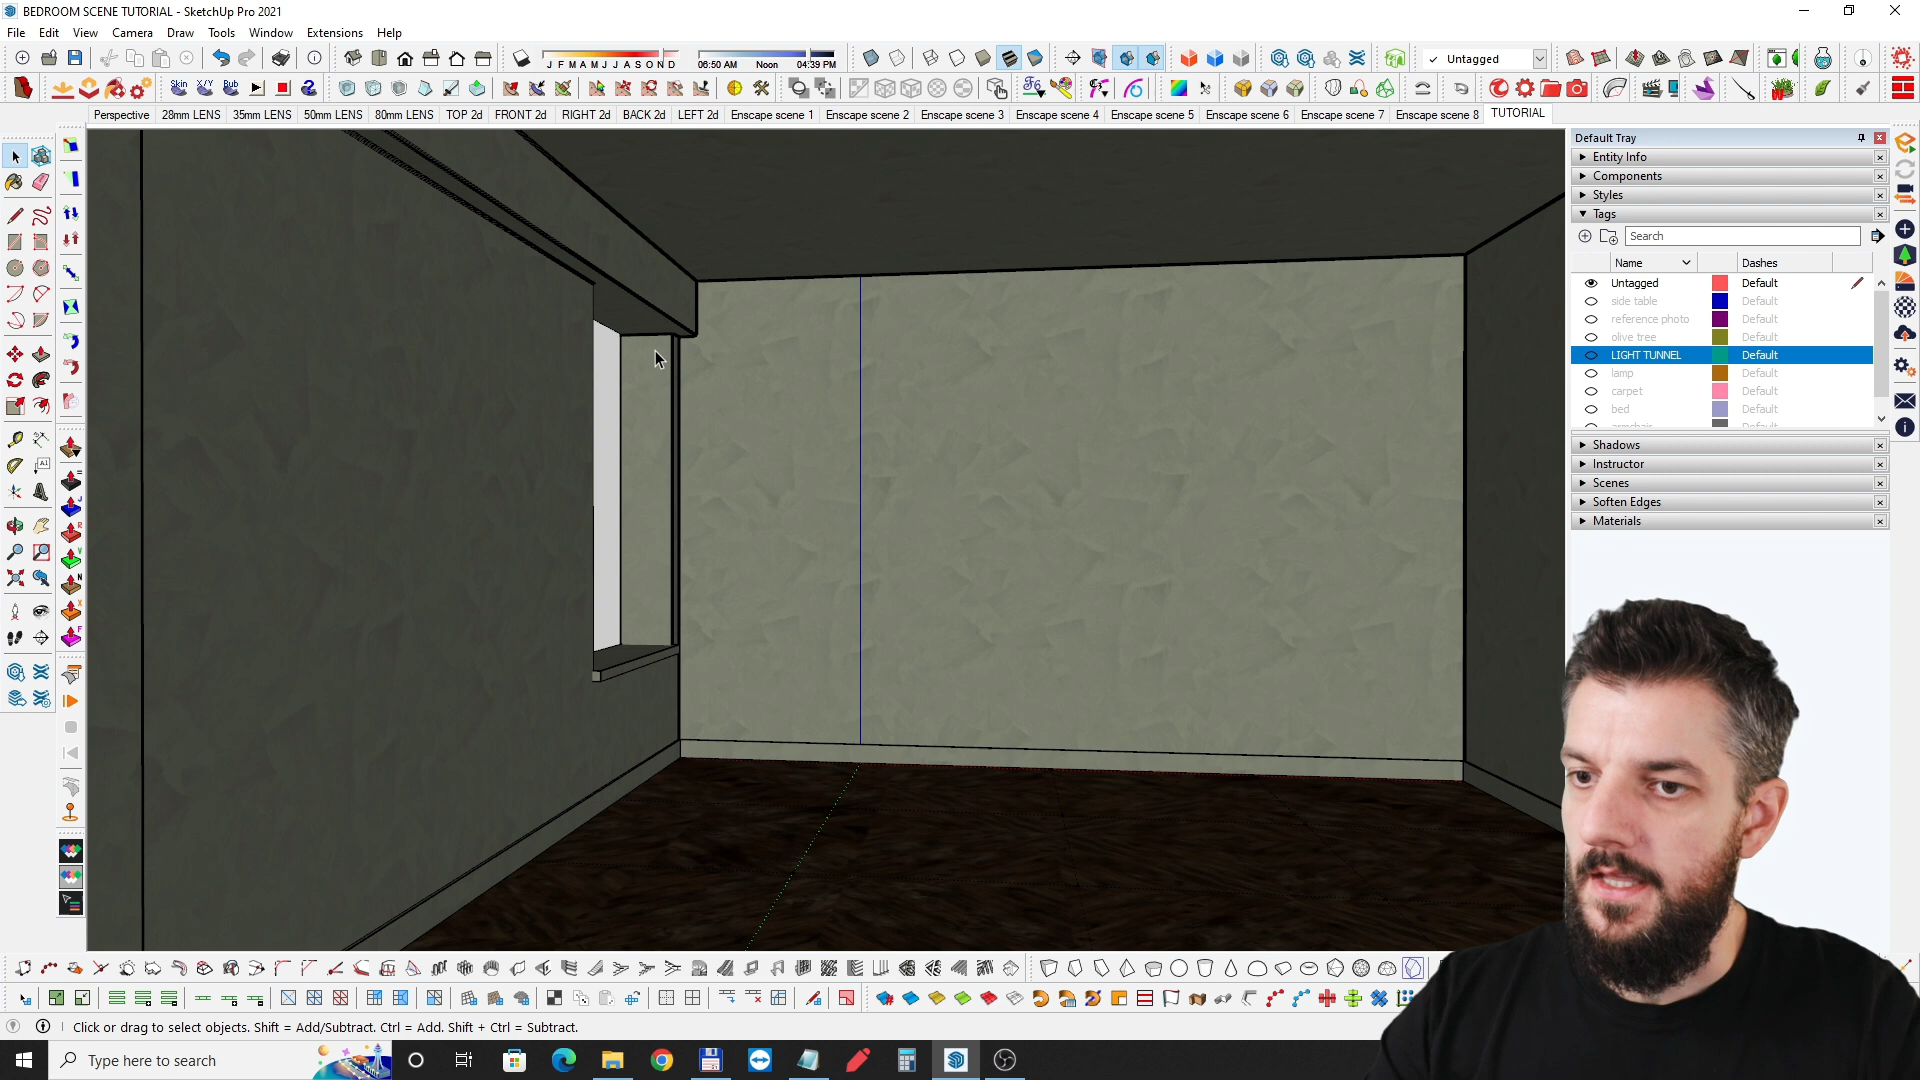 BEDROOM SCENE TUTORIAL - SketchUp Pro 2021
File Edit View Camera Draw Tools Window Extensions Help
J F M A M J J A S O N D 06:50 AM Noon 04:39 PM
✓ Untagged
Skin X/Y Bub
Perspective 28mm LENS 35mm LENS 50mm LENS 80mm LENS TOP 2d FRONT 2d RIGHT 2d BACK 2d LEFT 2d Enscape scene 1 Enscape scene 2 Enscape scene 3 Enscape scene 4 Enscape scene 5 Enscape scene 6 Enscape scene 7 Enscape scene 8 TUTORIAL
Default Tray
Entity Info
Components
Styles
Tags
Search
Name Dashes
Untagged Default
side table Default
reference photo Default
olive tree Default
LIGHT TUNNEL Default
lamp Default
carpet Default
bed Default
armchair Default
Shadows
Instructor
Scenes
Soften Edges
Materials
Click or drag to select objects. Shift = Add/Subtract. Ctrl = Add. Shift + Ctrl = Subtract.
Type here to search